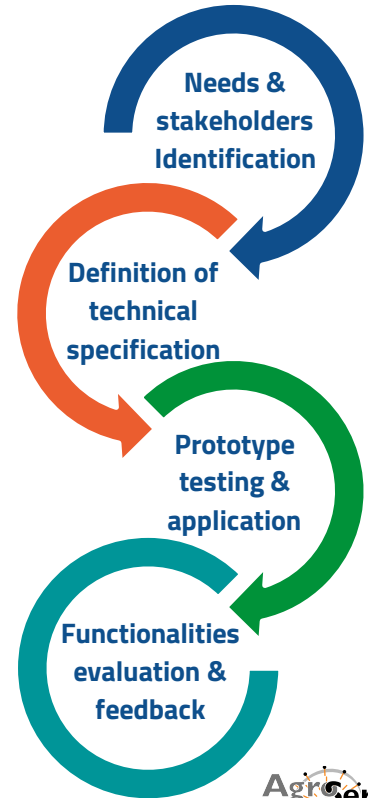 Needs &
stakeholders
Identification
Definition of
technical
specification
Prototype
testing &
application
Functionalities
evaluation &
feedback